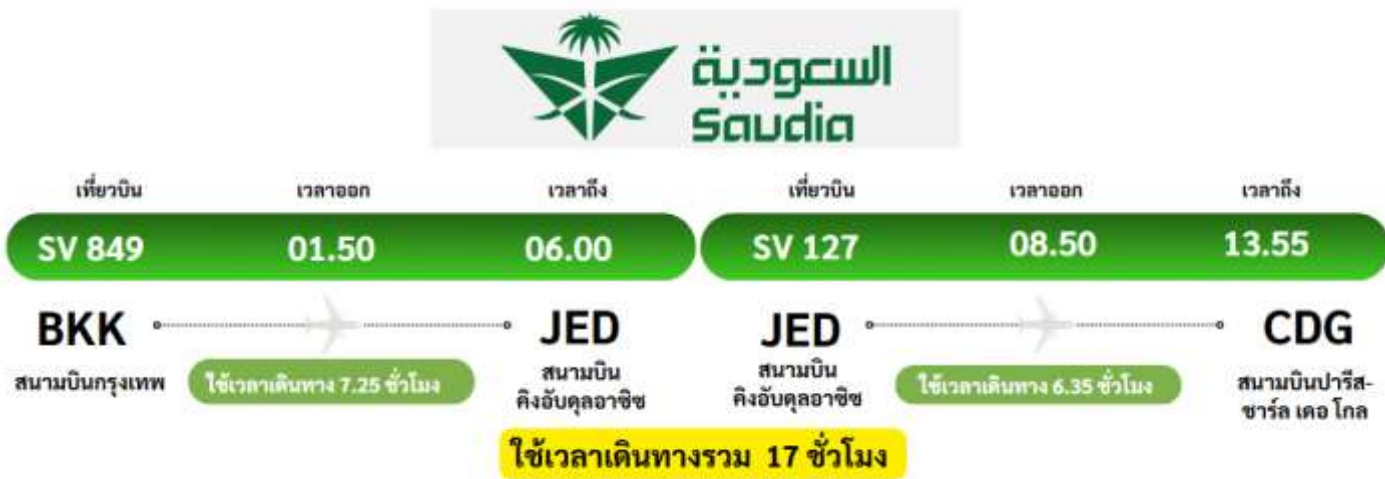 السعودية
Saudia
เที่ยวบิน เวลาออก เวลาถึง เที่ยวบิน เวลาออก เวลาถึง
SV 849 01.50 06.00 SV 127 08.50 13.55
BKK JED JED CDG
สนามบินกรุงเทพ ใช้เวลาเดินทาง 7.25 ชั่วโมง สนามบิน สนามบิน ใช้เวลาเดินทาง 6.35 ชั่วโมง สนามบินปารีส-
คิงอับดุลอาซิซ คิงอับดุลอาซิซ ชาร์ล เดอ โกล
ใช้เวลาเดินทางรวม 17 ชั่วโมง